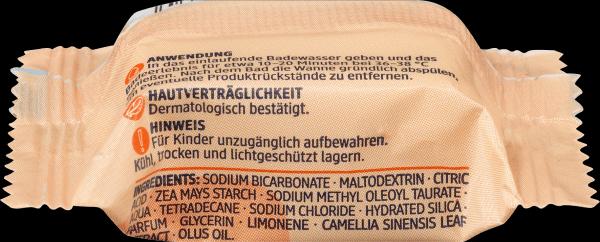 ANWENDUNG
In das einlaufende Badewasser geben und das
Badeerlebnis für etwa 10–20 Minuten bei 36–38 °C
genießen. Nach dem Bad die Wanne gründlich abspülen,
um eventuelle Produktrückstände zu entfernen.
HAUTVERTRÄGLICHKEIT
Dermatologisch bestätigt.
HINWEIS
Für Kinder unzugänglich aufbewahren.
Kühl, trocken und lichtgeschützt lagern.
INGREDIENTS: SODIUM BICARBONATE · MALTODEXTRIN · CITRIC
ACID · ZEA MAYS STARCH · SODIUM METHYL OLEOYL TAURATE ·
AQUA · TETRADECANE · SODIUM CHLORIDE · HYDRATED SILICA ·
PARFUM · GLYCERIN · LIMONENE · CAMELLIA SINENSIS LEAF
EXTRACT · OLUS OIL.